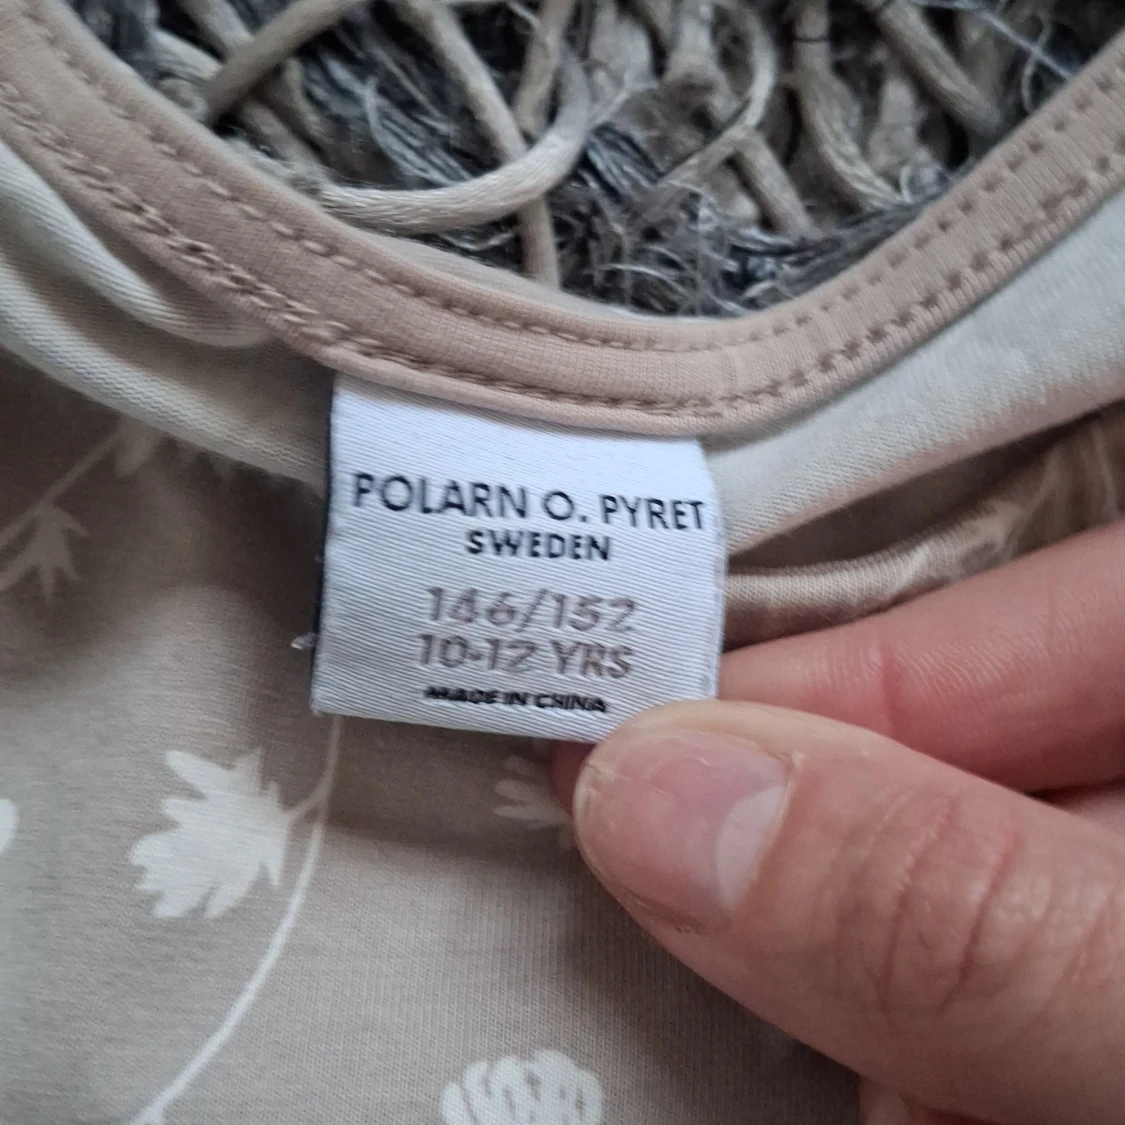 POLARN O. PYRET
SWEDEN
146/152
10-12 YRS
MADE IN CHINA